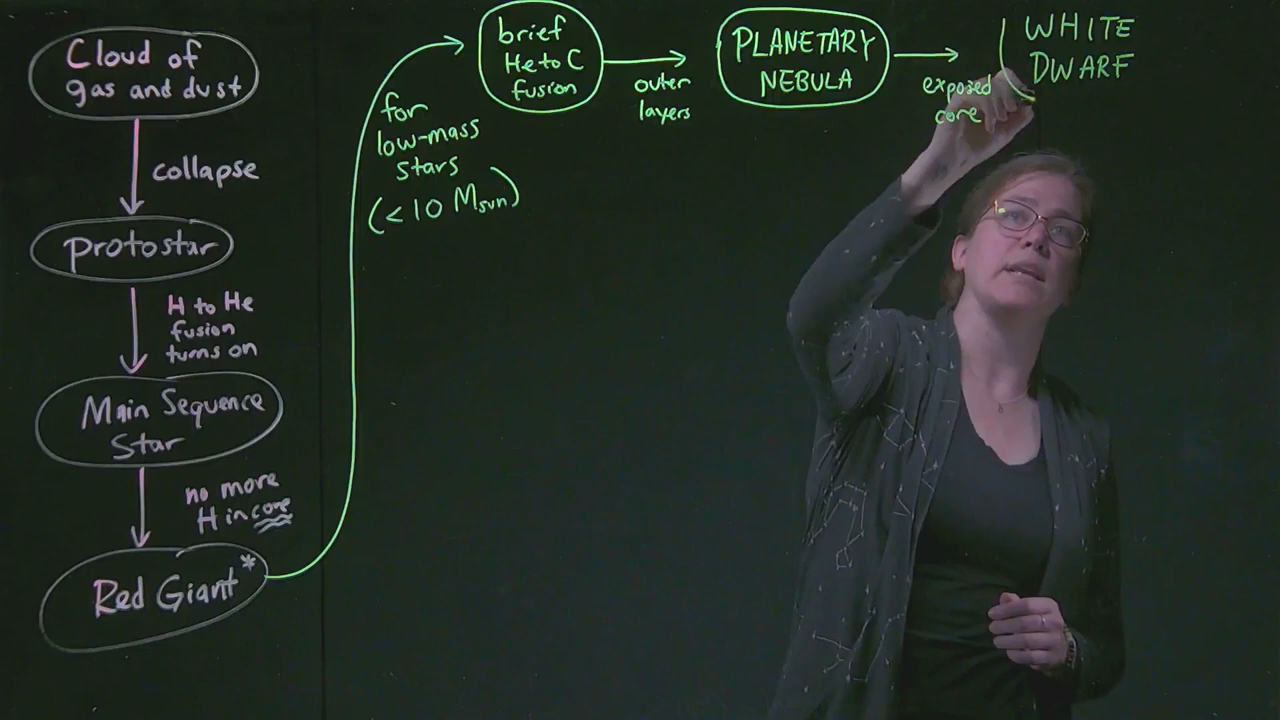 Cloud of
gas and dust
collapse
Protostar
H to He
fusion
turns on
Main Sequence
Star
no more
H in core
Red Giant*
for
low-mass
stars
(< 10 Msun)
brief
He to C
fusion
outer
layers
PLANETARY
NEBULA
exposed
core
WHITE
DWARF